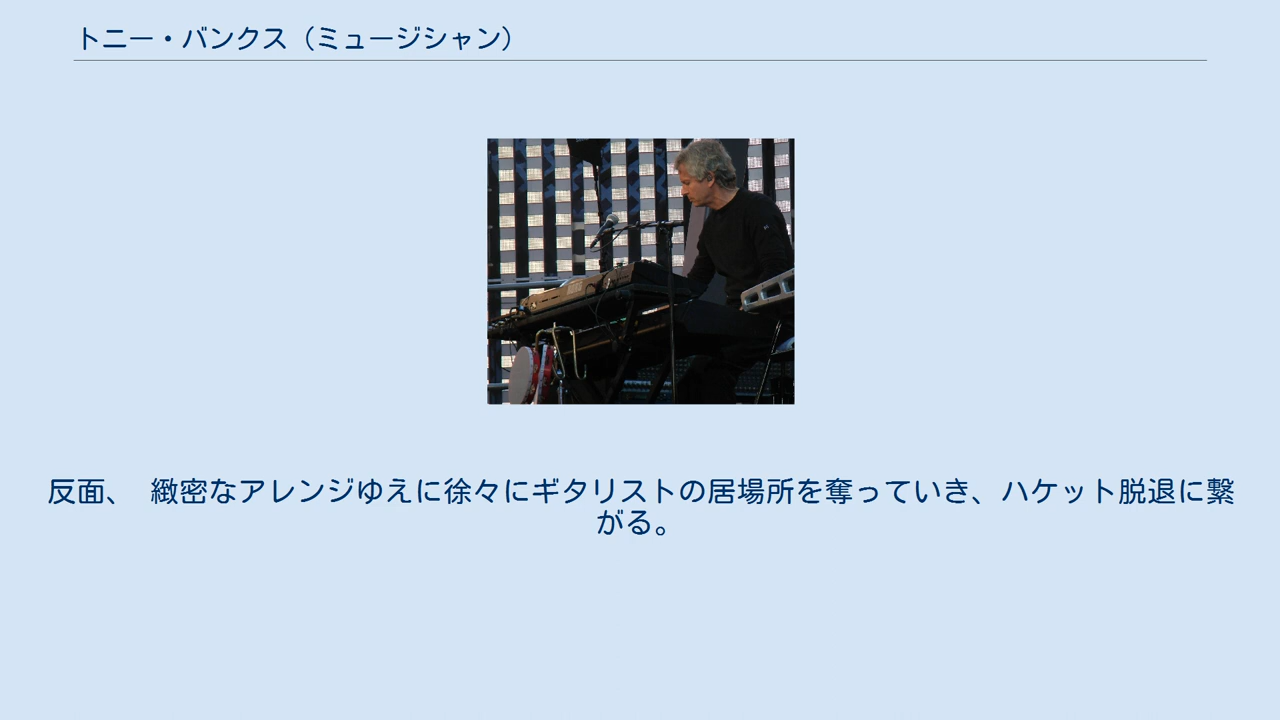 トニー・バンクス（ミュージシャン）
反面、 緻密なアレンジゆえに徐々にギタリストの居場所を奪っていき、ハケット脱退に繋
がる。